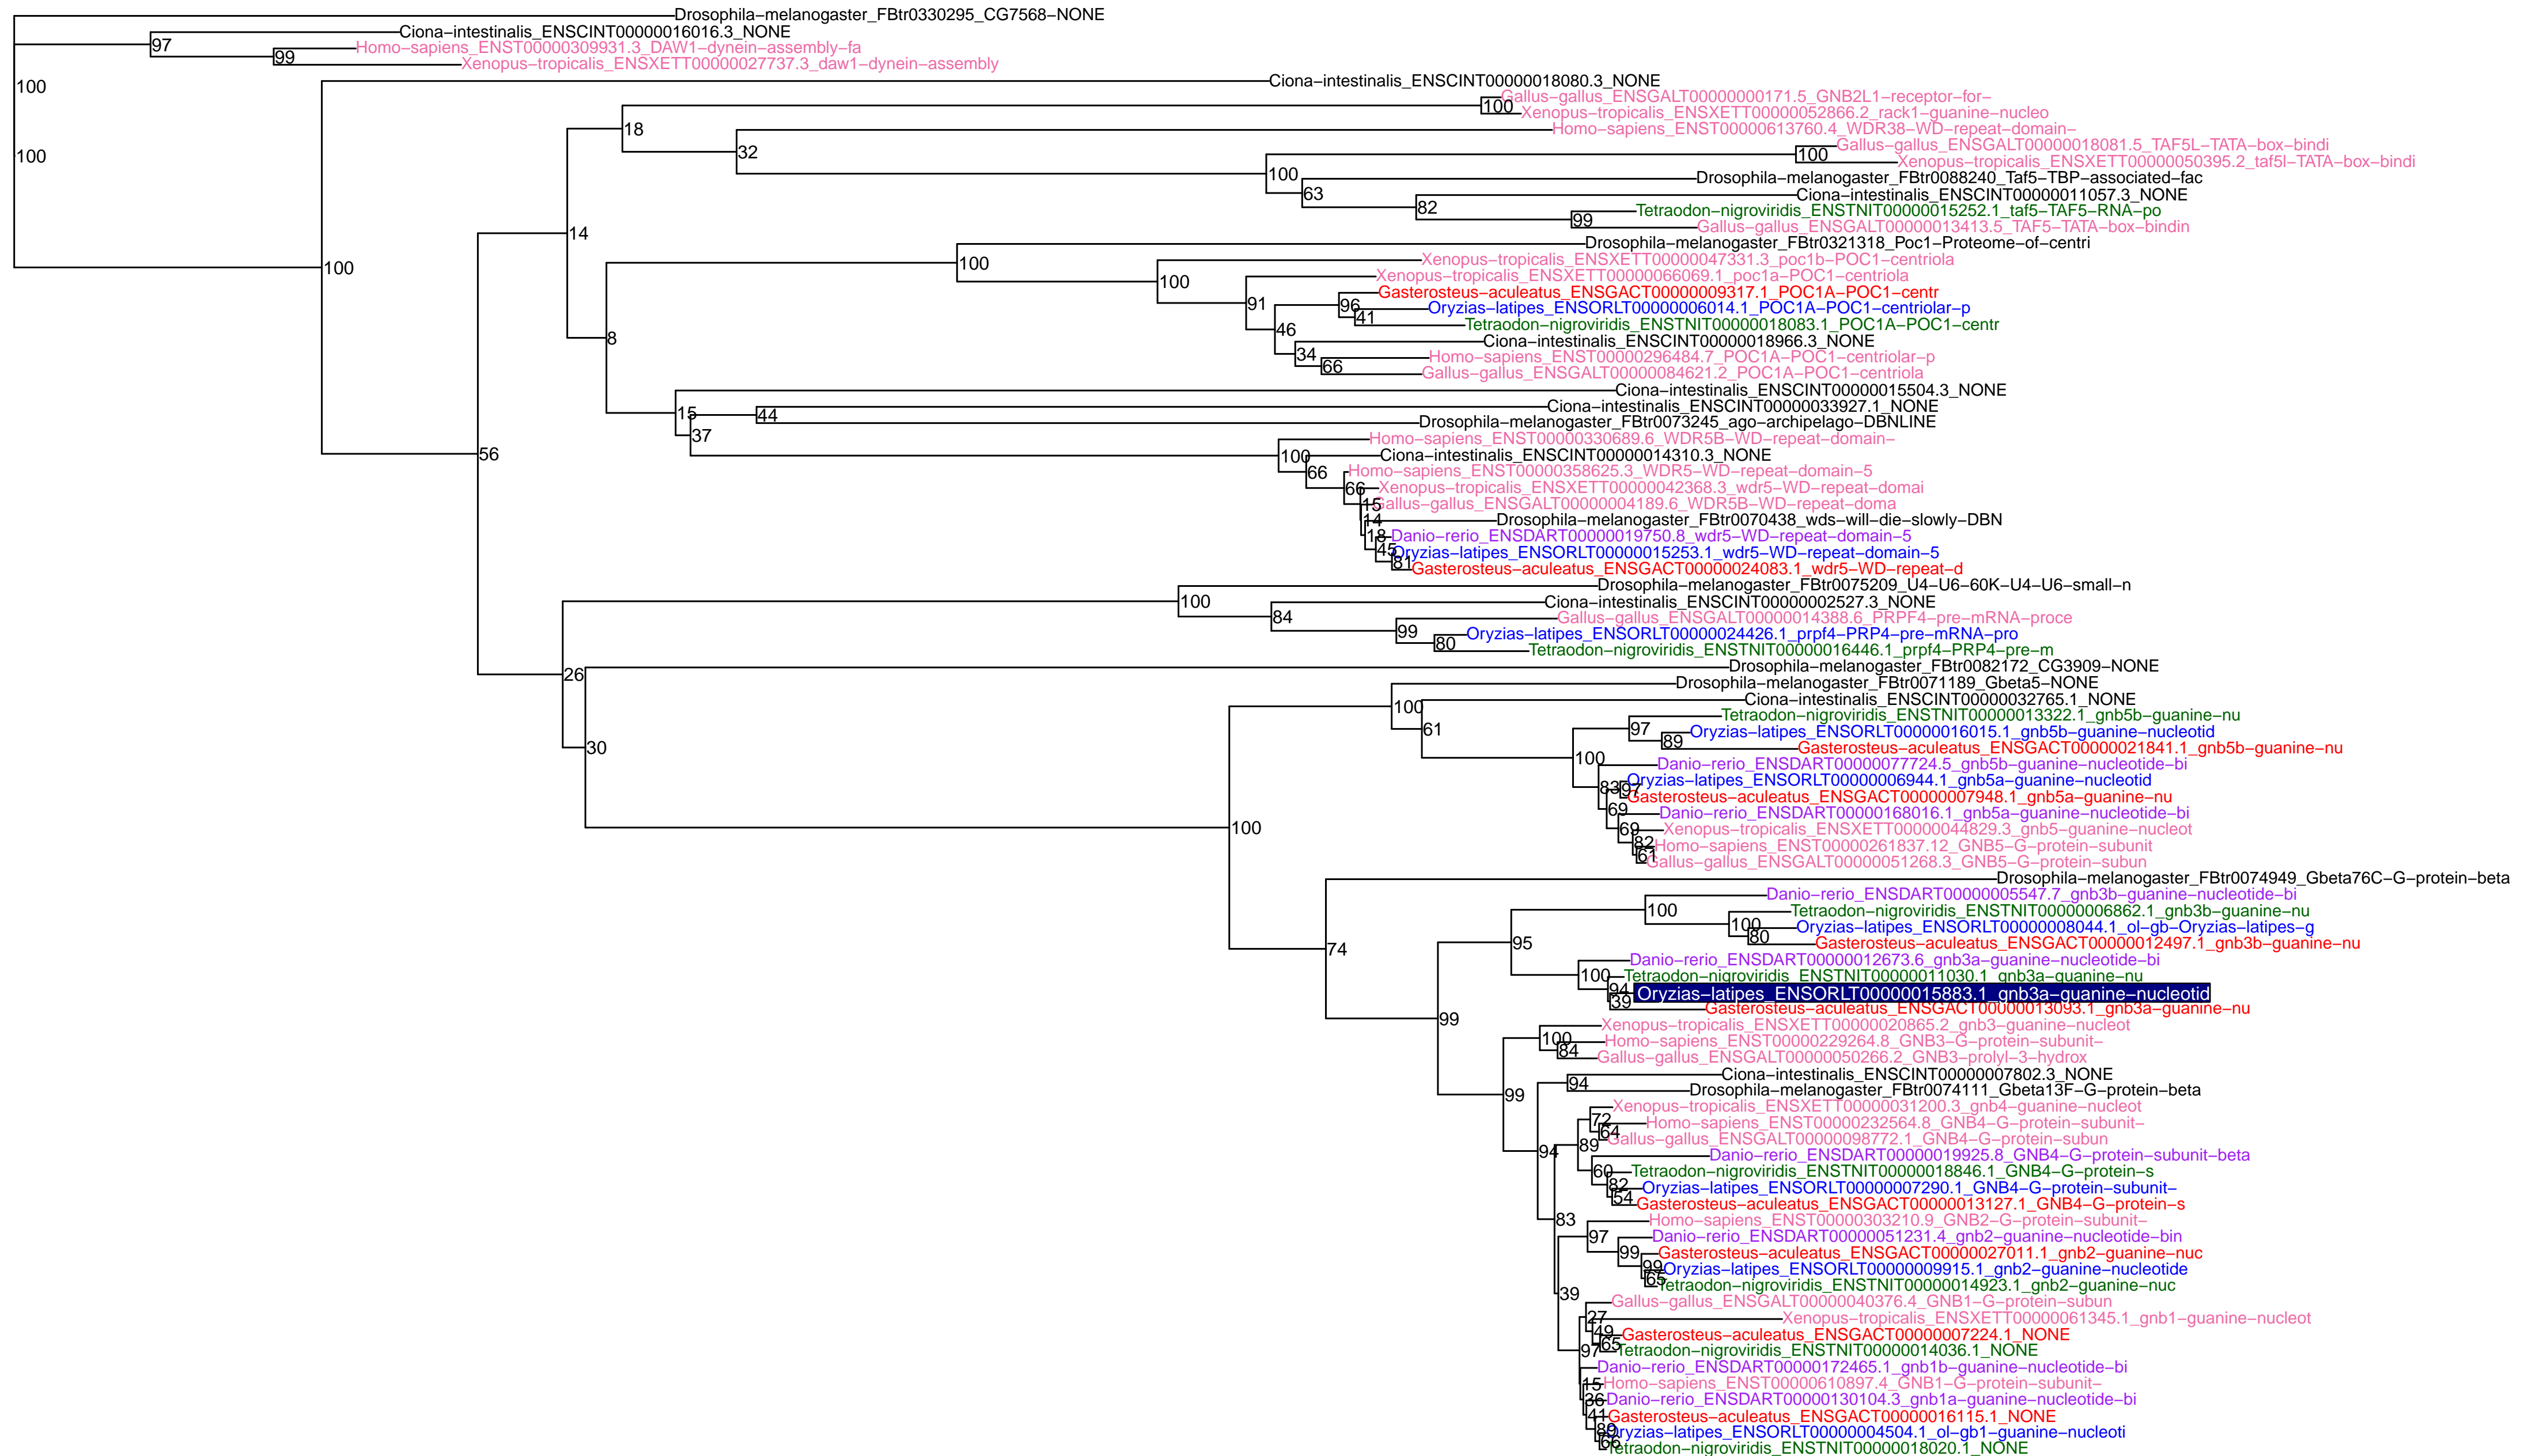 Drosophila−melanogaster_FBtr0330295_CG7568−NONE
Ciona−intestinalis_ENSCINT00000016016.3_NONE
97
Homo−sapiens_ENST00000309931.3_DAW1−dynein−assembly−fa
99
Xenopus−tropicalis_ENSXETT00000027737.3_daw1−dynein−assembly
Ciona−intestinalis_ENSCINT00000018080.3_NONE
100
Gallus−gallus_ENSGALT00000000171.5_GNB2L1−receptor−for−
100
Xenopus−tropicalis_ENSXETT00000052866.2_rack1−guanine−nucleo
18
Homo−sapiens_ENST00000613760.4_WDR38−WD−repeat−domain−
Gallus−gallus_ENSGALT00000018081.5_TAF5L−TATA−box−bindi
100
32
100
Xenopus−tropicalis_ENSXETT00000050395.2_taf5l−TATA−box−bindi
100
Drosophila−melanogaster_FBtr0088240_Taf5−TBP−associated−fac
63
Ciona−intestinalis_ENSCINT00000011057.3_NONE
82
Tetraodon−nigroviridis_ENSTNIT00000015252.1_taf5−TAF5−RNA−po
99
Gallus−gallus_ENSGALT00000013413.5_TAF5−TATA−box−bindin
14
Drosophila−melanogaster_FBtr0321318_Poc1−Proteome−of−centri
Xenopus−tropicalis_ENSXETT00000047331.3_poc1b−POC1−centriola
100
100
Xenopus−tropicalis_ENSXETT00000066069.1_poc1a−POC1−centriola
100
Gasterosteus−aculeatus_ENSGACT00000009317.1_POC1A−POC1−centr
91
96
Oryzias−latipes_ENSORLT00000006014.1_POC1A−POC1−centriolar−p
41
Tetraodon−nigroviridis_ENSTNIT00000018083.1_POC1A−POC1−centr
46
8
Ciona−intestinalis_ENSCINT00000018966.3_NONE
34
Homo−sapiens_ENST00000296484.7_POC1A−POC1−centriolar−p
66
Gallus−gallus_ENSGALT00000084621.2_POC1A−POC1−centriola
Ciona−intestinalis_ENSCINT00000015504.3_NONE
Ciona−intestinalis_ENSCINT00000033927.1_NONE
15
44
Drosophila−melanogaster_FBtr0073245_ago−archipelago−DBNLINE
37
Homo−sapiens_ENST00000330689.6_WDR5B−WD−repeat−domain−
56
100
Ciona−intestinalis_ENSCINT00000014310.3_NONE
66
Homo−sapiens_ENST00000358625.3_WDR5−WD−repeat−domain−5
66
Xenopus−tropicalis_ENSXETT00000042368.3_wdr5−WD−repeat−domai
15
Gallus−gallus_ENSGALT00000004189.6_WDR5B−WD−repeat−doma
14
Drosophila−melanogaster_FBtr0070438_wds−will−die−slowly−DBN
18
Danio−rerio_ENSDART00000019750.8_wdr5−WD−repeat−domain−5
45
Oryzias−latipes_ENSORLT00000015253.1_wdr5−WD−repeat−domain−5
81
Gasterosteus−aculeatus_ENSGACT00000024083.1_wdr5−WD−repeat−d
Drosophila−melanogaster_FBtr0075209_U4−U6−60K−U4−U6−small−n
100
Ciona−intestinalis_ENSCINT00000002527.3_NONE
84
Gallus−gallus_ENSGALT00000014388.6_PRPF4−pre−mRNA−proce
99
Oryzias−latipes_ENSORLT00000024426.1_prpf4−PRP4−pre−mRNA−pro
80
Tetraodon−nigroviridis_ENSTNIT00000016446.1_prpf4−PRP4−pre−m
26
Drosophila−melanogaster_FBtr0082172_CG3909−NONE
Drosophila−melanogaster_FBtr0071189_Gbeta5−NONE
100
Ciona−intestinalis_ENSCINT00000032765.1_NONE
61
Tetraodon−nigroviridis_ENSTNIT00000013322.1_gnb5b−guanine−nu
97
Oryzias−latipes_ENSORLT00000016015.1_gnb5b−guanine−nucleotid
89
30
Gasterosteus−aculeatus_ENSGACT00000021841.1_gnb5b−guanine−nu
100
Danio−rerio_ENSDART00000077724.5_gnb5b−guanine−nucleotide−bi
83
97
Oryzias−latipes_ENSORLT00000006944.1_gnb5a−guanine−nucleotid
Gasterosteus−aculeatus_ENSGACT00000007948.1_gnb5a−guanine−nu
69
Danio−rerio_ENSDART00000168016.1_gnb5a−guanine−nucleotide−bi
100
69
Xenopus−tropicalis_ENSXETT00000044829.3_gnb5−guanine−nucleot
82
Homo−sapiens_ENST00000261837.12_GNB5−G−protein−subunit
61
Gallus−gallus_ENSGALT00000051268.3_GNB5−G−protein−subun
Drosophila−melanogaster_FBtr0074949_Gbeta76C−G−protein−beta
Danio−rerio_ENSDART00000005547.7_gnb3b−guanine−nucleotide−bi
100
Tetraodon−nigroviridis_ENSTNIT00000006862.1_gnb3b−guanine−nu
100
Oryzias−latipes_ENSORLT00000008044.1_ol−gb−Oryzias−latipes−g
80
Gasterosteus−aculeatus_ENSGACT00000012497.1_gnb3b−guanine−nu
95
74
Danio−rerio_ENSDART00000012673.6_gnb3a−guanine−nucleotide−bi
100
Tetraodon−nigroviridis_ENSTNIT00000011030.1_gnb3a−guanine−nu
94
Oryzias−latipes_ENSORLT00000015883.1_gnb3a−guanine−nucleotid
39
Gasterosteus−aculeatus_ENSGACT00000013093.1_gnb3a−guanine−nu
99
Xenopus−tropicalis_ENSXETT00000020865.2_gnb3−guanine−nucleot
100
Homo−sapiens_ENST00000229264.8_GNB3−G−protein−subunit−
84
Gallus−gallus_ENSGALT00000050266.2_GNB3−prolyl−3−hydrox
Ciona−intestinalis_ENSCINT00000007802.3_NONE
99
94
Drosophila−melanogaster_FBtr0074111_Gbeta13F−G−protein−beta
Xenopus−tropicalis_ENSXETT00000031200.3_gnb4−guanine−nucleot
72
Homo−sapiens_ENST00000232564.8_GNB4−G−protein−subunit−
64
Gallus−gallus_ENSGALT00000098772.1_GNB4−G−protein−subun
94
89
Danio−rerio_ENSDART00000019925.8_GNB4−G−protein−subunit−beta
60
Tetraodon−nigroviridis_ENSTNIT00000018846.1_GNB4−G−protein−s
82
Oryzias−latipes_ENSORLT00000007290.1_GNB4−G−protein−subunit−
54
Gasterosteus−aculeatus_ENSGACT00000013127.1_GNB4−G−protein−s
83
Homo−sapiens_ENST00000303210.9_GNB2−G−protein−subunit−
97
Danio−rerio_ENSDART00000051231.4_gnb2−guanine−nucleotide−bin
99
Gasterosteus−aculeatus_ENSGACT00000027011.1_gnb2−guanine−nuc
99
Oryzias−latipes_ENSORLT00000009915.1_gnb2−guanine−nucleotide
65
Tetraodon−nigroviridis_ENSTNIT00000014923.1_gnb2−guanine−nuc
39
Gallus−gallus_ENSGALT00000040376.4_GNB1−G−protein−subun
27
Xenopus−tropicalis_ENSXETT00000061345.1_gnb1−guanine−nucleot
49
Gasterosteus−aculeatus_ENSGACT00000007224.1_NONE
65
Tetraodon−nigroviridis_ENSTNIT00000014036.1_NONE
97
Danio−rerio_ENSDART00000172465.1_gnb1b−guanine−nucleotide−bi
15
Homo−sapiens_ENST00000610897.4_GNB1−G−protein−subunit−
36
Danio−rerio_ENSDART00000130104.3_gnb1a−guanine−nucleotide−bi
41
Gasterosteus−aculeatus_ENSGACT00000016115.1_NONE
89
Oryzias−latipes_ENSORLT00000004504.1_ol−gb1−guanine−nucleoti
66
Tetraodon−nigroviridis_ENSTNIT00000018020.1_NONE